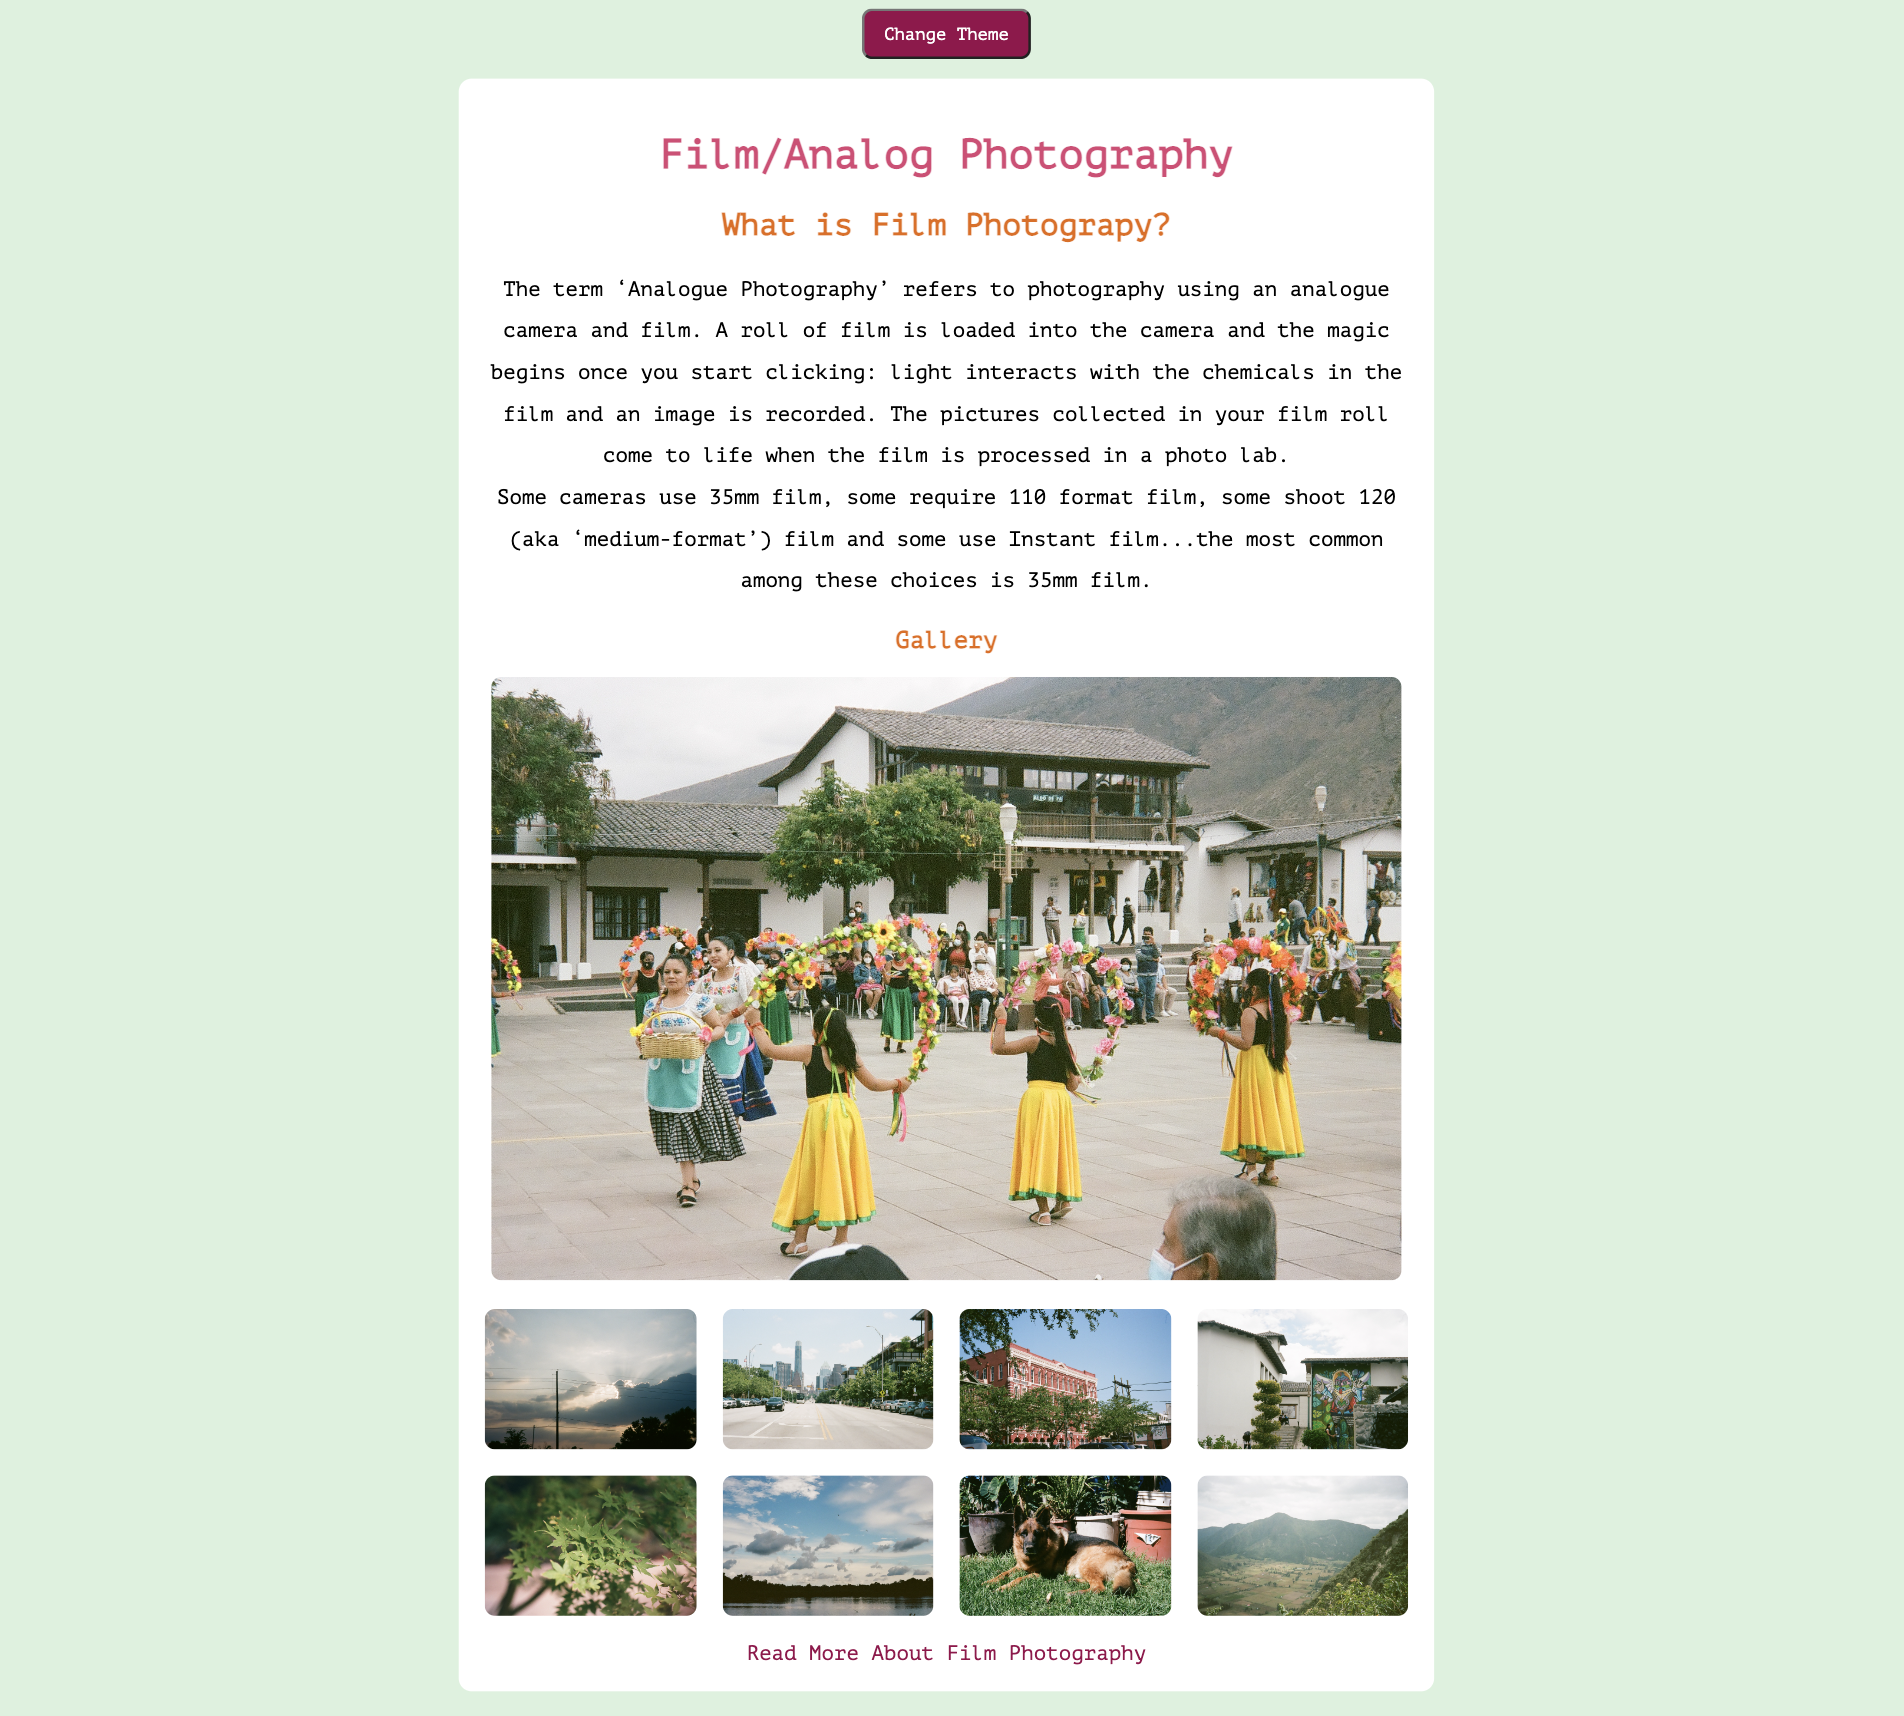 Change Theme
Film/Analog Photography
What is Film Photograpy?
The term ‘Analogue Photography’ refers to photography using an analogue
camera and film. A roll of film is loaded into the camera and the magic
begins once you start clicking: light interacts with the chemicals in the
film and an image is recorded. The pictures collected in your film roll
come to life when the film is processed in a photo lab.
Some cameras use 35mm film, some require 110 format film, some shoot 120
(aka ‘medium-format’) film and some use Instant film...the most common
among these choices is 35mm film.
Gallery
Read More About Film Photography